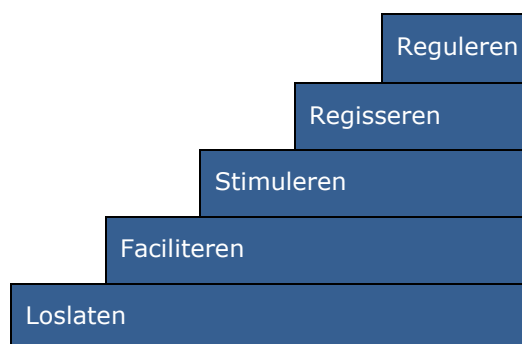 Reguleren
Regisseren
Stimuleren
Faciliteren
Loslaten